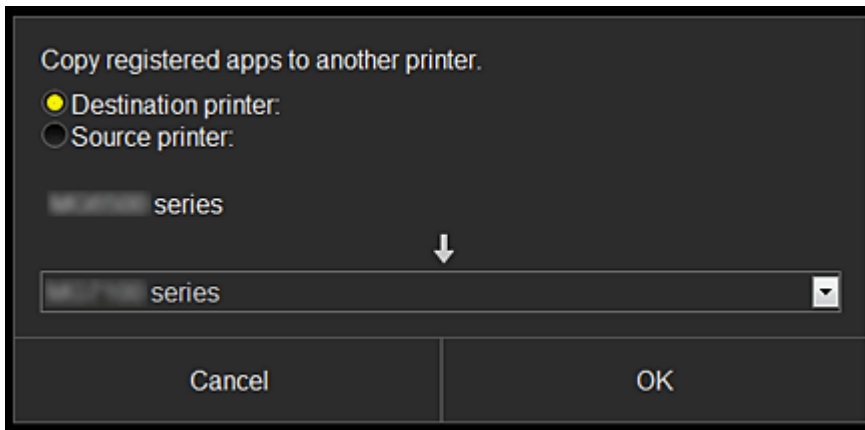 Copy registered apps to another printer.
Destination printer:
Source printer:
series
series
Cancel
OK